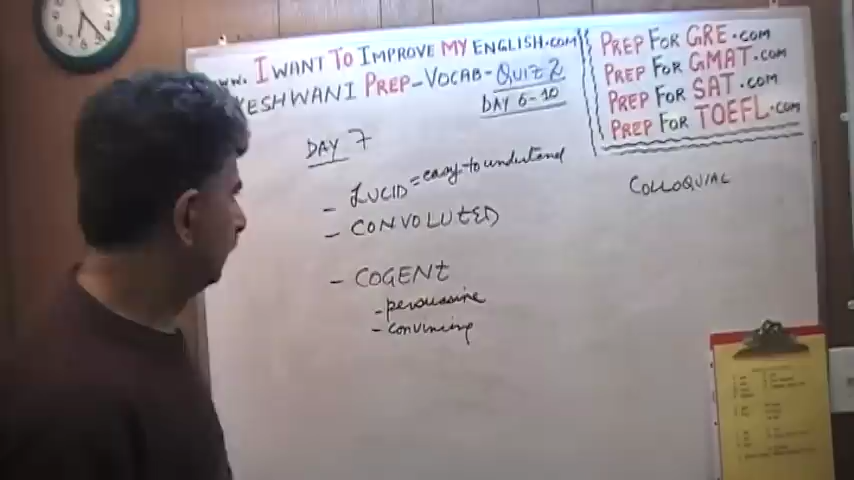 www. I WANT TO IMPROVE MY ENGLISH.COM
KESHWANI PREP-VOCAB-QUIZ 2
DAY 6-10
PREP FOR GRE.COM
PREP FOR GMAT.COM
PREP FOR SAT.COM
PREP FOR TOEFL.COM
DAY 7
- LUCID = easy-to understand
- CONVOLUTED
- COGENT
- persuasive
- convincing
COLLOQUIAL